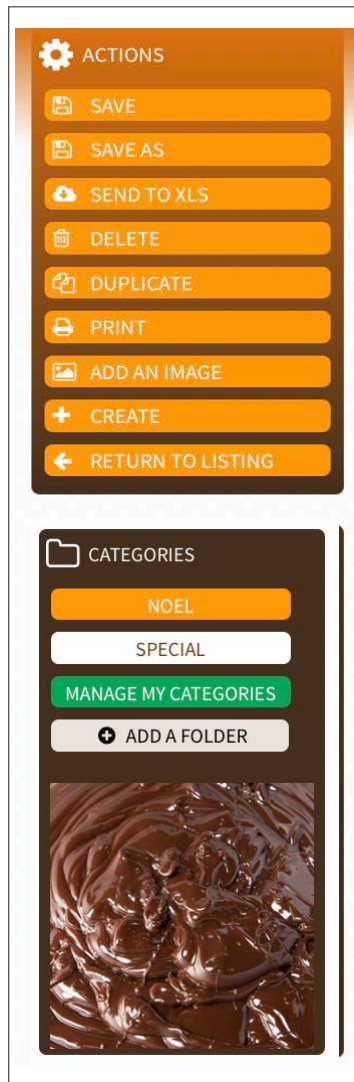 ACTIONS
SAVE
SAVE AS
SEND TO XLS
DELETE
DUPLICATE
PRINT
ADD AN IMAGE
CREATE
RETURN TO LISTING
CATEGORIES
NOEL
SPECIAL
MANAGE MY CATEGORIES
ADD A FOLDER